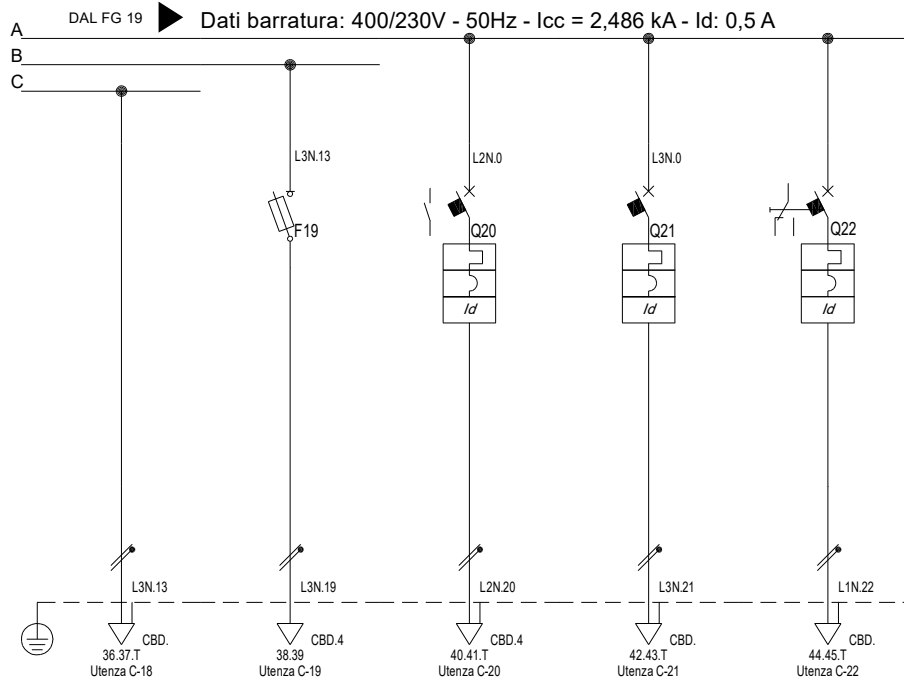 DAL FG 19 Dati barratura: 400/230V - 50Hz - Icc = 2,486 kA - Id: 0,5 A
A
B
C
L3N.13 L2N.0 L3N.0
F19 Q20 Q21 Q22
Id Id Id
L3N.13 L3N.19 L2N.20 L3N.21 L1N.22
CBD. CBD.4 CBD.4 CBD. CBD.
36.37.T 38.39 40.41.T 42.43.T 44.45.T
Utenza C-18 Utenza C-19 Utenza C-20 Utenza C-21 Utenza C-22